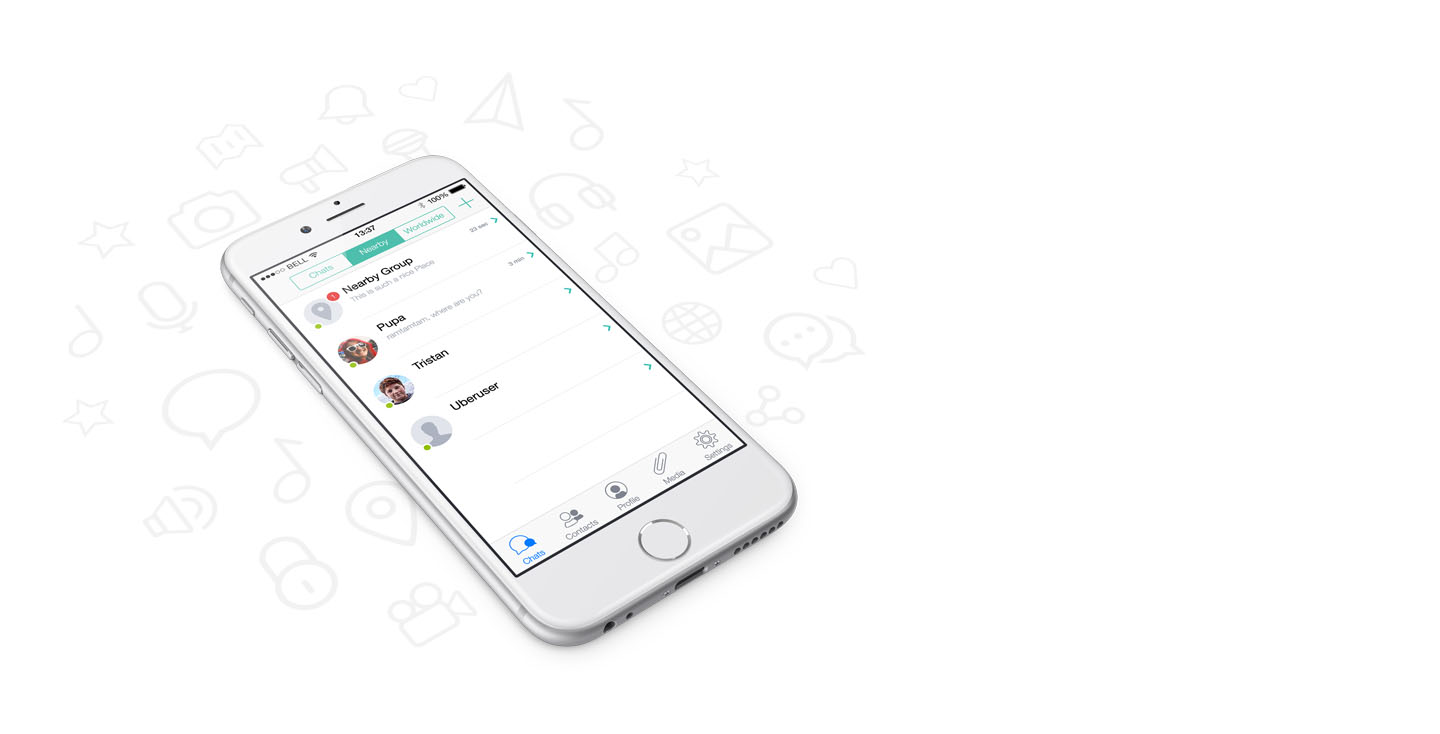 BELL 13:37 100%
Chats Nearby Worldwide
1
Nearby Group 23 sec
This is such a nice Place
Pupa 3 min
ramtamtam, where are you?
Tristan
Uberuser
Chats Contacts Profile Media Settings